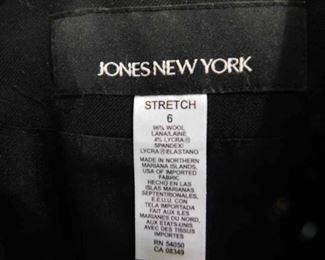 JONES NEW YORK
STRETCH
6
96% WOOL
LANA/LAINE
4% LYCRA®
SPANDEX/
LYCRA®ELASTANO
MADE IN NORTHERN
MARIANA ISLANDS,
USA OF IMPORTED
FABRIC
HECHO EN LAS
ISLAS MARIANAS
SEPTENTRIONALES,
E.E.U.U. CON
TELA IMPORTADA
FAIT AUX ILES
MARIANES DU NORD,
AUX ETATS-UNIS
AVEC DES TISSUS
IMPORTES
RN 54050
CA 08349